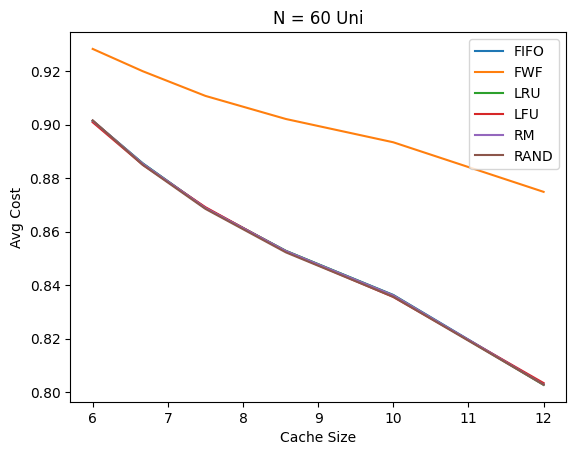 N = 60 Uni
FIFO
FWF
LRU
LFU
RM
RAND
Avg Cost
0.92
0.90
0.88
0.86
0.84
0.82
0.80
6 7 8 9 10 11 12
Cache Size